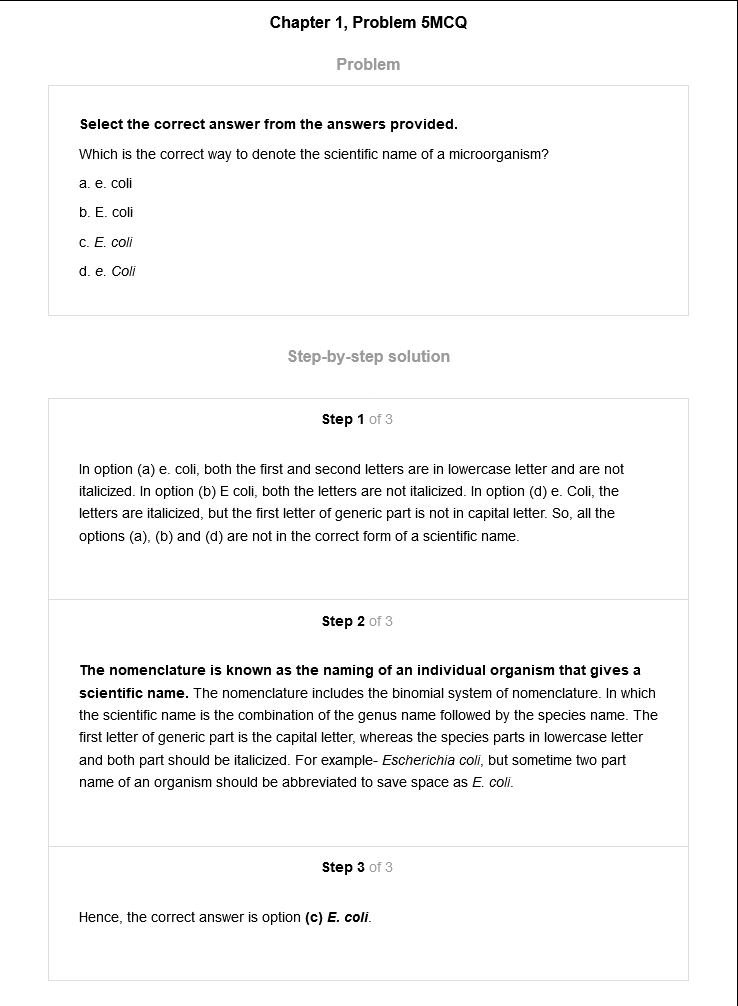 Chapter 1, Problem 5MCQ
Problem
Select the correct answer from the answers provided.
Which is the correct way to denote the scientific name of a microorganism?
a. e. coli
b. E. coli
c. E. coli
d. e. Coli
Step-by-step solution
Step 1 of 3
In option (a) e. coli, both the first and second letters are in lowercase letter and are not
italicized. In option (b) E coli, both the letters are not italicized. In option (d) e. Coli, the
letters are italicized, but the first letter of generic part is not in capital letter. So, all the
options (a), (b) and (d) are not in the correct form of a scientific name.
Step 2 of 3
The nomenclature is known as the naming of an individual organism that gives a
scientific name. The nomenclature includes the binomial system of nomenclature. In which
the scientific name is the combination of the genus name followed by the species name. The
first letter of generic part is the capital letter, whereas the species parts in lowercase letter
and both part should be italicized. For example- Escherichia coli, but sometime two part
name of an organism should be abbreviated to save space as E. coli.
Step 3 of 3
Hence, the correct answer is option (c) E. coli.